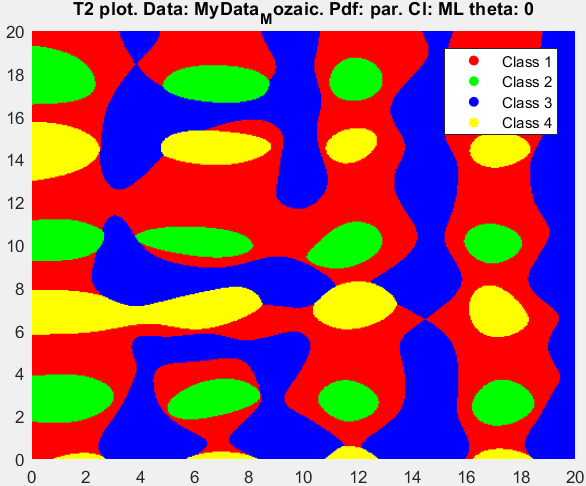 T2 plot. Data: MyData_Mozaic. Pdf: par. Cl: ML theta: 0
20
18
16
14
12
10
8
6
4
2
0
Class 1
Class 2
Class 3
Class 4
0 2 4 6 8 10 12 14 16 18 20